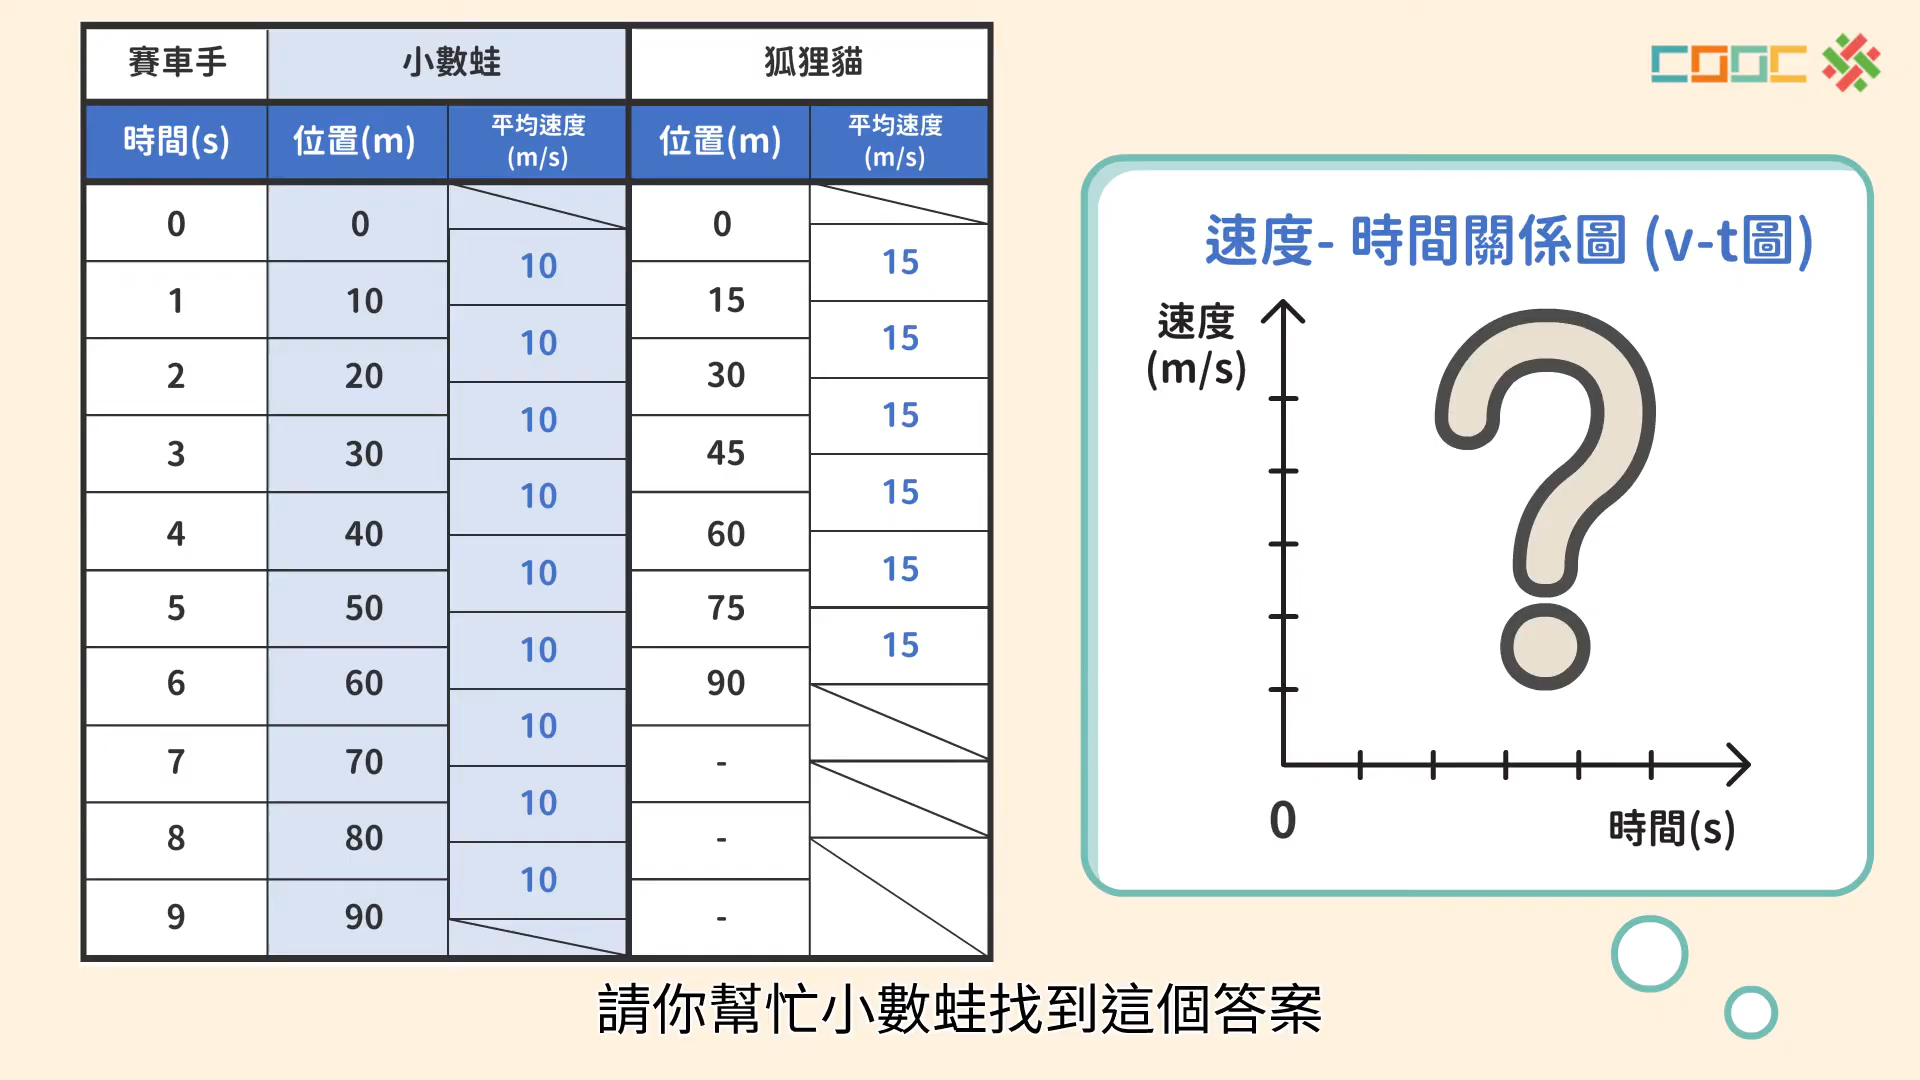 賽車手 小數蛙 狐狸貓
時間(s) 位置(m) 平均速度(m/s) 位置(m) 平均速度(m/s)
0 0 0
10 15
1 10 15
10 15
2 20 30
10 15
3 30 45
10 15
4 40 60
10 15
5 50 75
10 15
6 60 90
10
7 70 -
10
8 80 -
10
9 90 -
COOC
速度- 時間關係圖 (v-t圖)
速度
(m/s)
0
時間(s)
請你幫忙小數蛙找到這個答案